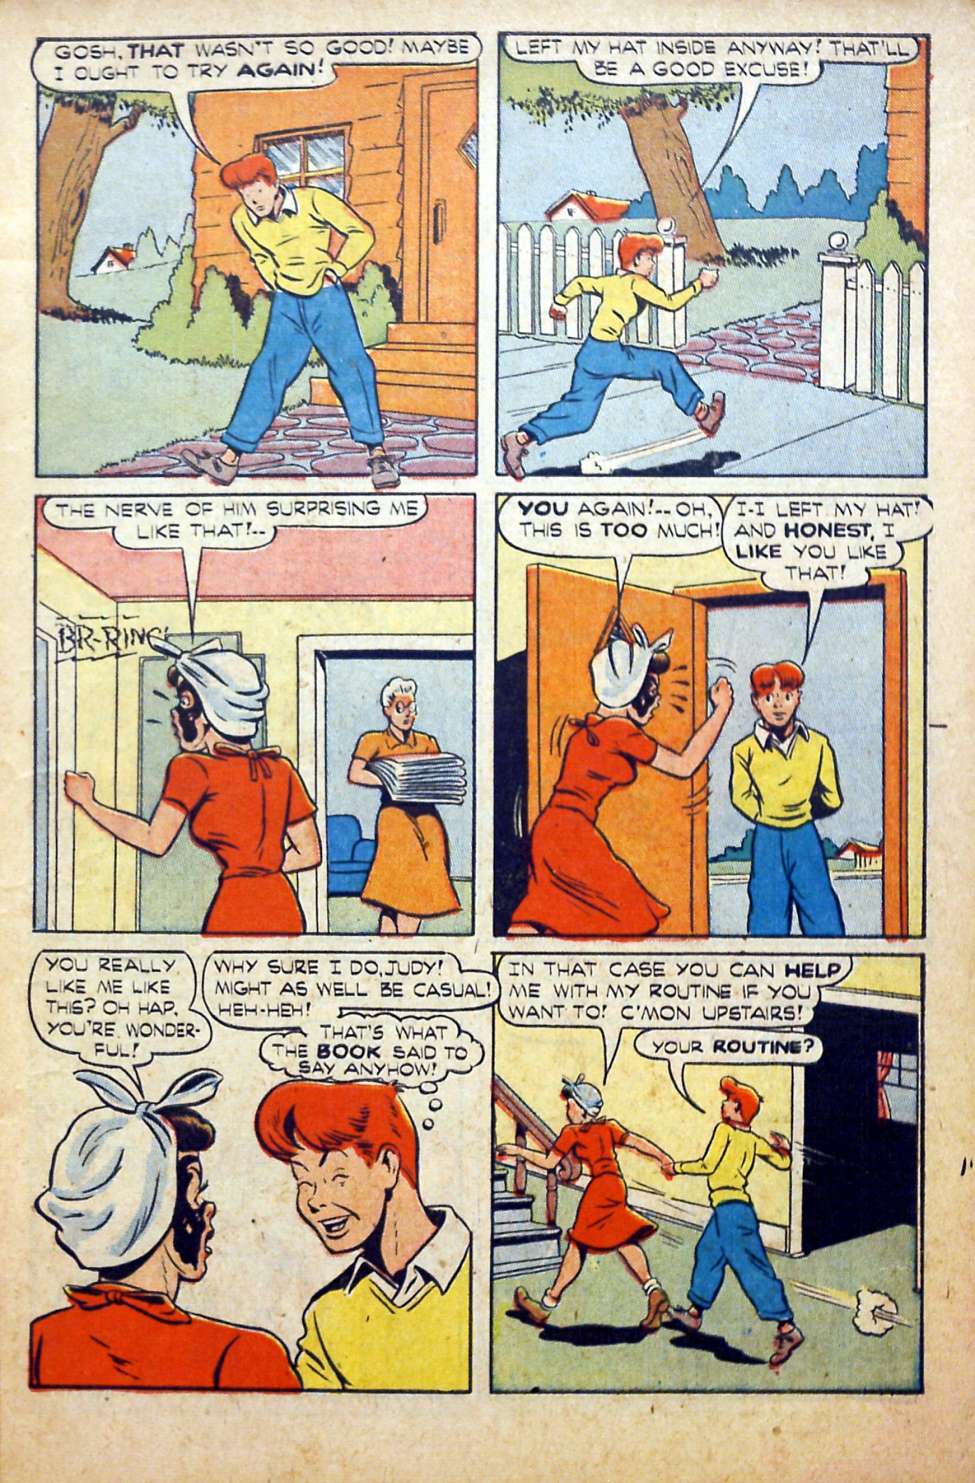 GOSH, THAT WASN'T SO GOOD! MAYBE
I OUGHT TO TRY AGAIN!
LEFT MY HAT INSIDE ANYWAY! THAT'LL
BE A GOOD EXCUSE!
THE NERVE OF HIM SURPRISING ME
LIKE THAT!--
BR-RING!
YOU AGAIN!-- OH,
THIS IS TOO MUCH!
I-I LEFT MY HAT!
AND HONEST, I
LIKE YOU LIKE
THAT!
YOU REALLY
LIKE ME LIKE
THIS? OH HAP,
YOU'RE WONDER-
FUL!
WHY SURE I DO, JUDY!
MIGHT AS WELL BE CASUAL!
HEH-HEH!
THAT'S WHAT
THE BOOK SAID TO
SAY ANYHOW!
IN THAT CASE YOU CAN HELP
ME WITH MY ROUTINE IF YOU
WANT TO! C'MON UPSTAIRS!
YOUR ROUTINE?